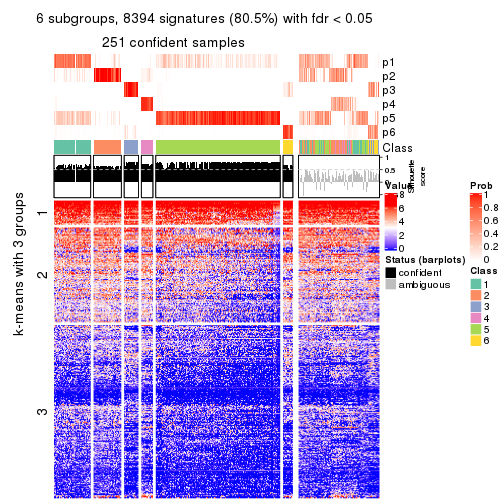 6 subgroups, 8394 signatures (80.5%) with fdr < 0.05
251 confident samples
p1
p2
p3
p4
p5
p6
Class
1
0.5
0
Silhouette
score
k-means with 3 groups
1
2
3
Value
8
6
4
2
0
Status (barplots)
confident
ambiguous
Prob
1
0.8
0.6
0.4
0.2
0
Class
1
2
3
4
5
6